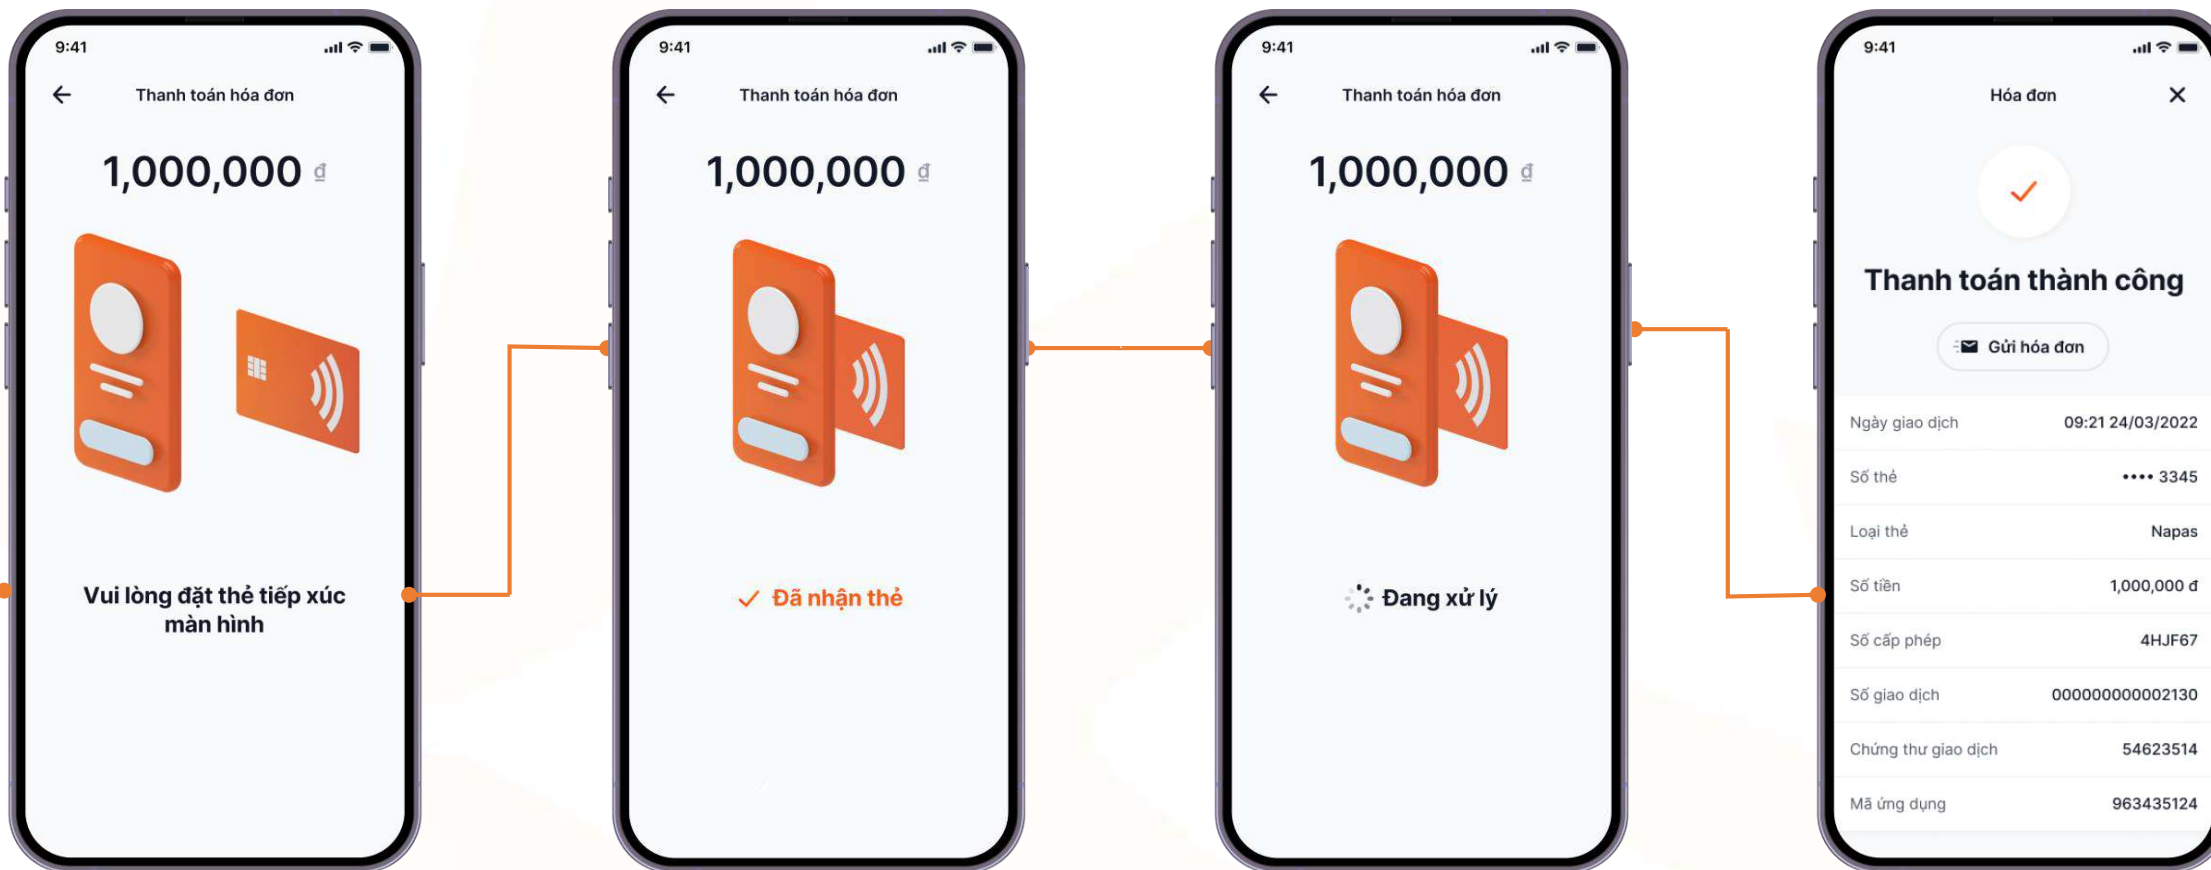 9:41
Thanh toán hóa đơn
1,000,000 ₫
Vui lòng đặt thẻ tiếp xúc
màn hình
9:41
Thanh toán hóa đơn
1,000,000 ₫
Đã nhận thẻ
9:41
Thanh toán hóa đơn
1,000,000 ₫
Đang xử lý
9:41
Hóa đơn
Thanh toán thành công
Gửi hóa đơn
Ngày giao dịch 09:21 24/03/2022
Số thẻ •••• 3345
Loại thẻ Napas
Số tiền 1,000,000 đ
Số cấp phép 4HJF67
Số giao dịch 000000000002130
Chứng thư giao dịch 54623514
Mã ứng dụng 963435124